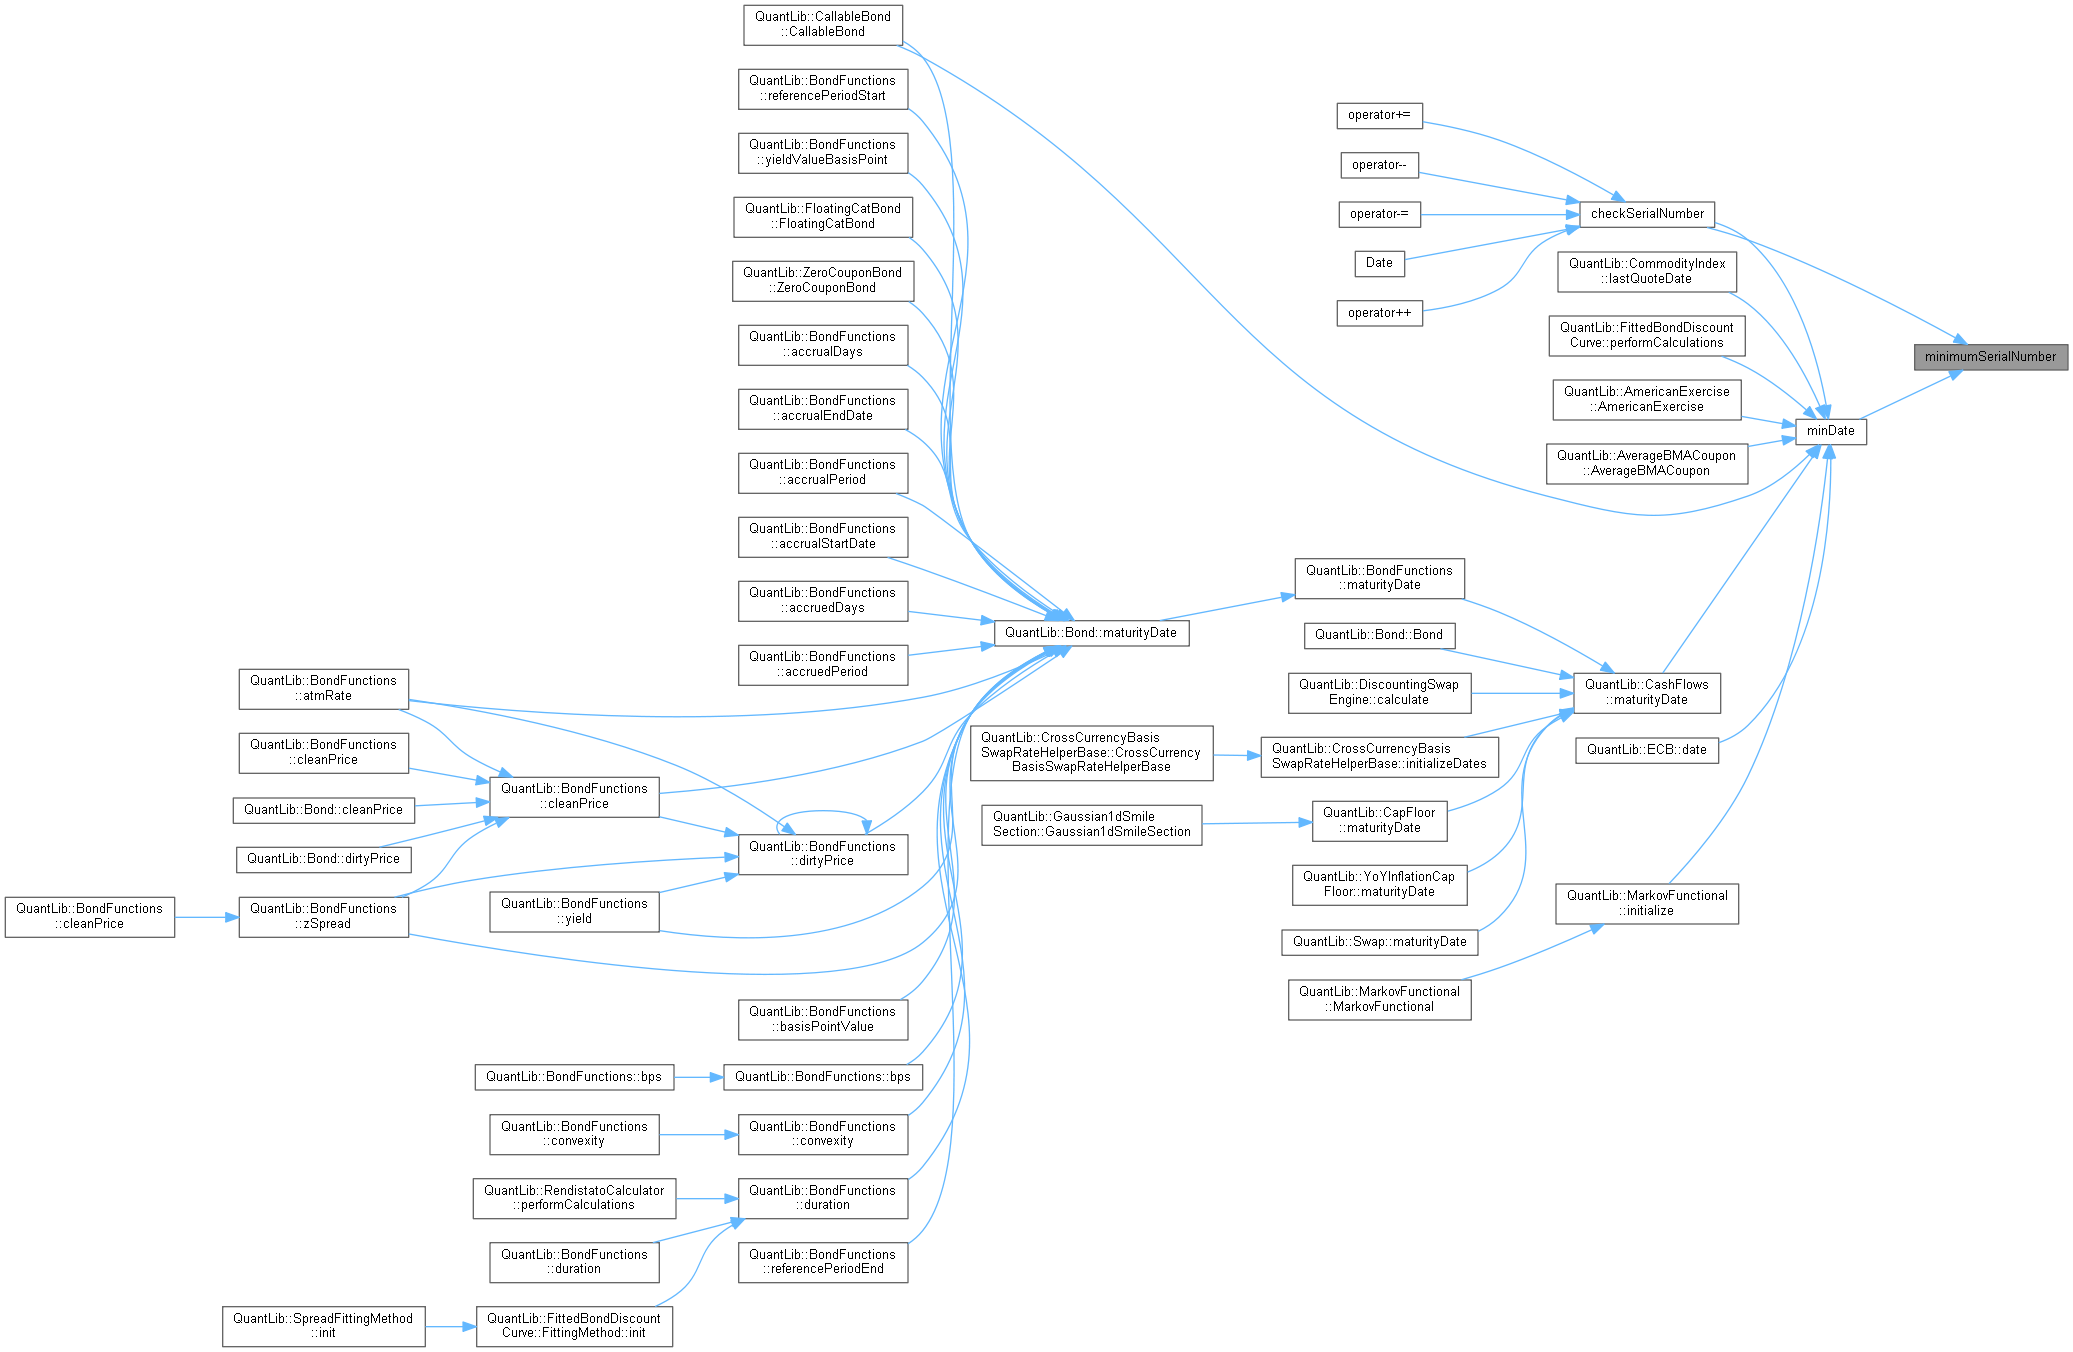 QuantLib::CallableBond
::CallableBond
QuantLib::BondFunctions
::referencePeriodStart
QuantLib::BondFunctions
::yieldValueBasisPoint
QuantLib::FloatingCatBond
::FloatingCatBond
QuantLib::ZeroCouponBond
::ZeroCouponBond
QuantLib::BondFunctions
::accrualDays
QuantLib::BondFunctions
::accrualEndDate
QuantLib::BondFunctions
::accrualPeriod
QuantLib::BondFunctions
::accrualStartDate
QuantLib::BondFunctions
::accruedDays
QuantLib::BondFunctions
::accruedPeriod
QuantLib::BondFunctions
::atmRate
QuantLib::BondFunctions
::cleanPrice
QuantLib::Bond::cleanPrice
QuantLib::Bond::dirtyPrice
QuantLib::BondFunctions
::cleanPrice
QuantLib::BondFunctions
::zSpread
QuantLib::BondFunctions
::cleanPrice
QuantLib::BondFunctions
::yield
QuantLib::BondFunctions
::dirtyPrice
QuantLib::BondFunctions
::basisPointValue
QuantLib::BondFunctions::bps
QuantLib::BondFunctions::bps
QuantLib::BondFunctions
::convexity
QuantLib::BondFunctions
::convexity
QuantLib::RendistatoCalculator
::performCalculations
QuantLib::BondFunctions
::duration
QuantLib::BondFunctions
::duration
QuantLib::BondFunctions
::referencePeriodEnd
QuantLib::SpreadFittingMethod
::init
QuantLib::FittedBondDiscount
Curve::FittingMethod::init
QuantLib::Bond::maturityDate
QuantLib::CrossCurrencyBasis
SwapRateHelperBase::CrossCurrency
BasisSwapRateHelperBase
QuantLib::Gaussian1dSmile
Section::Gaussian1dSmileSection
QuantLib::BondFunctions
::maturityDate
QuantLib::Bond::Bond
QuantLib::DiscountingSwap
Engine::calculate
QuantLib::CrossCurrencyBasis
SwapRateHelperBase::initializeDates
QuantLib::CapFloor
::maturityDate
QuantLib::YoYInflationCap
Floor::maturityDate
QuantLib::Swap::maturityDate
QuantLib::MarkovFunctional
::MarkovFunctional
operator+=
operator--
operator-=
Date
operator++
checkSerialNumber
QuantLib::CommodityIndex
::lastQuoteDate
QuantLib::FittedBondDiscount
Curve::performCalculations
QuantLib::AmericanExercise
::AmericanExercise
QuantLib::AverageBMACoupon
::AverageBMACoupon
QuantLib::CashFlows
::maturityDate
QuantLib::ECB::date
QuantLib::MarkovFunctional
::initialize
minDate
minimumSerialNumber